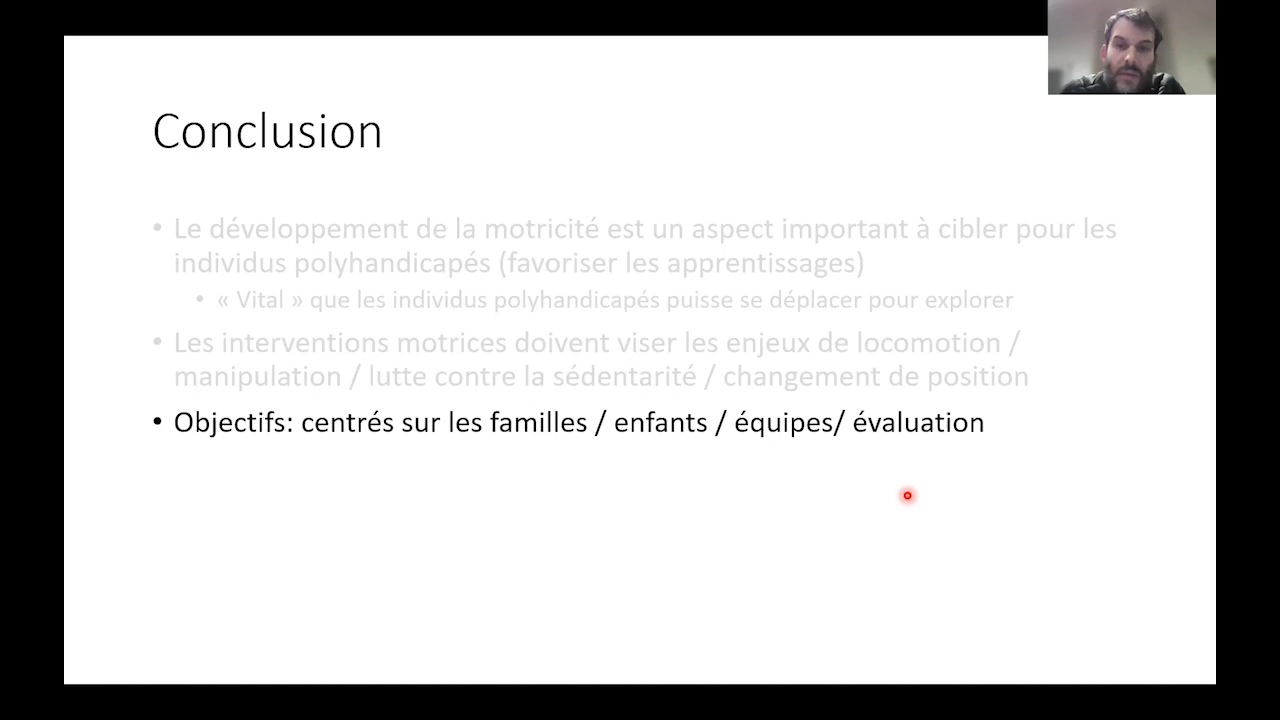 Conclusion
• Le développement de la motricité est un aspect important à cibler pour les
individus polyhandicapés (favoriser les apprentissages)
• « Vital » que les individus polyhandicapés puisse se déplacer pour explorer
• Les interventions motrices doivent viser les enjeux de locomotion /
manipulation / lutte contre la sédentarité / changement de position
• Objectifs: centrés sur les familles / enfants / équipes/ évaluation